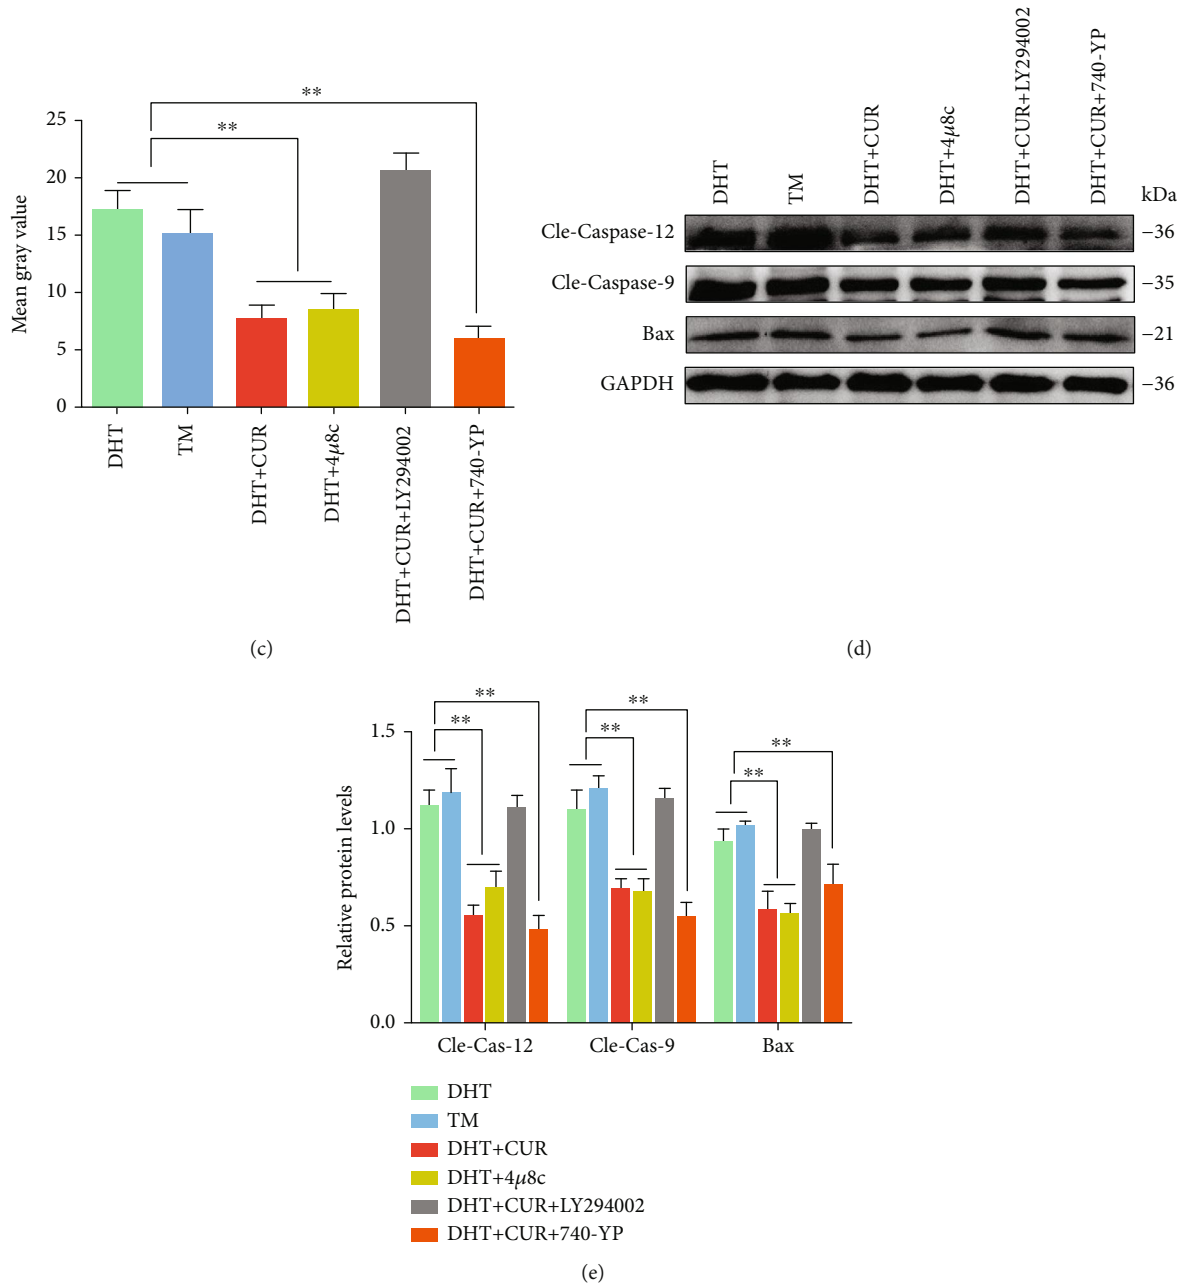 **
**
25
20
15
10
5
0
Mean gray value
DHT
TM
DHT+CUR
DHT+4μ8c
DHT+CUR+LY294002
DHT+CUR+740-YP
(c)
DHT
TM
DHT+CUR
DHT+4μ8c
DHT+CUR+LY294002
DHT+CUR+740-YP
kDa
Cle-Caspase-12 –36
Cle-Caspase-9 –35
Bax –21
GAPDH –36
(d)
**
**
**
**
**
**
1.5
1.0
0.5
0.0
Relative protein levels
Cle-Cas-12 Cle-Cas-9 Bax
DHT
TM
DHT+CUR
DHT+4μ8c
DHT+CUR+LY294002
DHT+CUR+740-YP
(e)